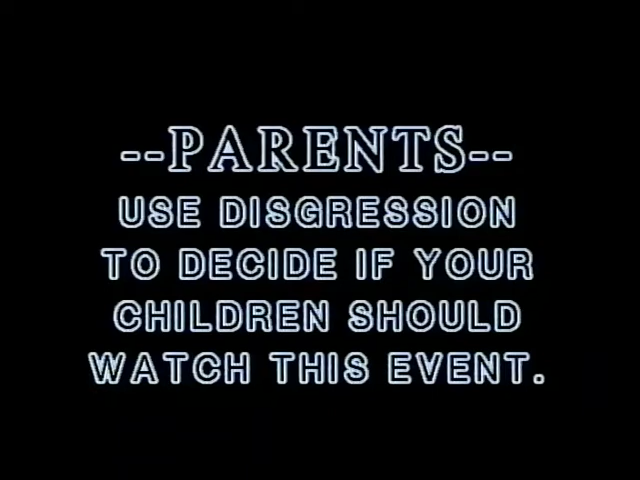 --PARENTS--
USE DISGRESSION
TO DECIDE IF YOUR
CHILDREN SHOULD
WATCH THIS EVENT.